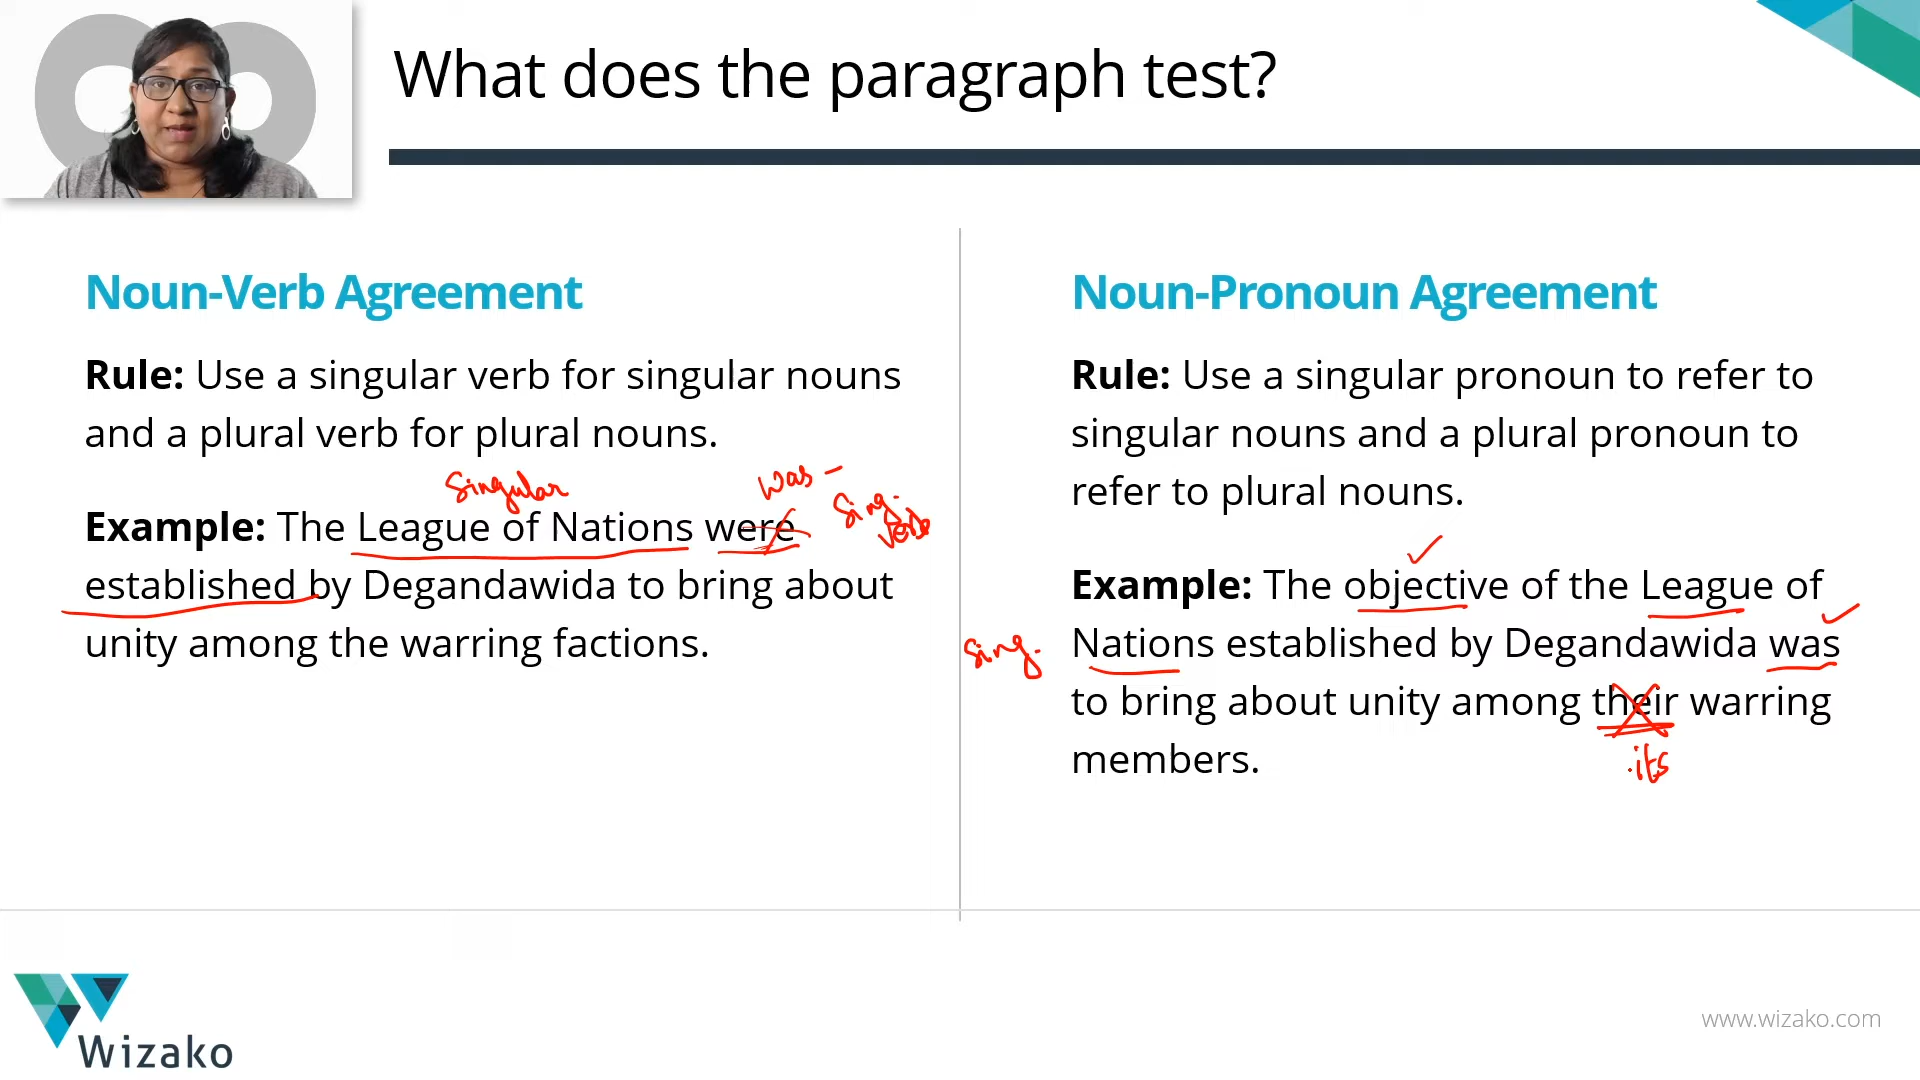 What does the paragraph test?
Noun-Verb Agreement
Rule: Use a singular verb for singular nouns
and a plural verb for plural nouns.
Singular
was –
Sing.
verb
Example: The League of Nations were
established by Degandawida to bring about
unity among the warring factions.
Noun-Pronoun Agreement
Rule: Use a singular pronoun to refer to
singular nouns and a plural pronoun to
refer to plural nouns.
Example: The objective of the League of
sing.
Nations established by Degandawida was
to bring about unity among their warring
its
members.
Wizako
www.wizako.com